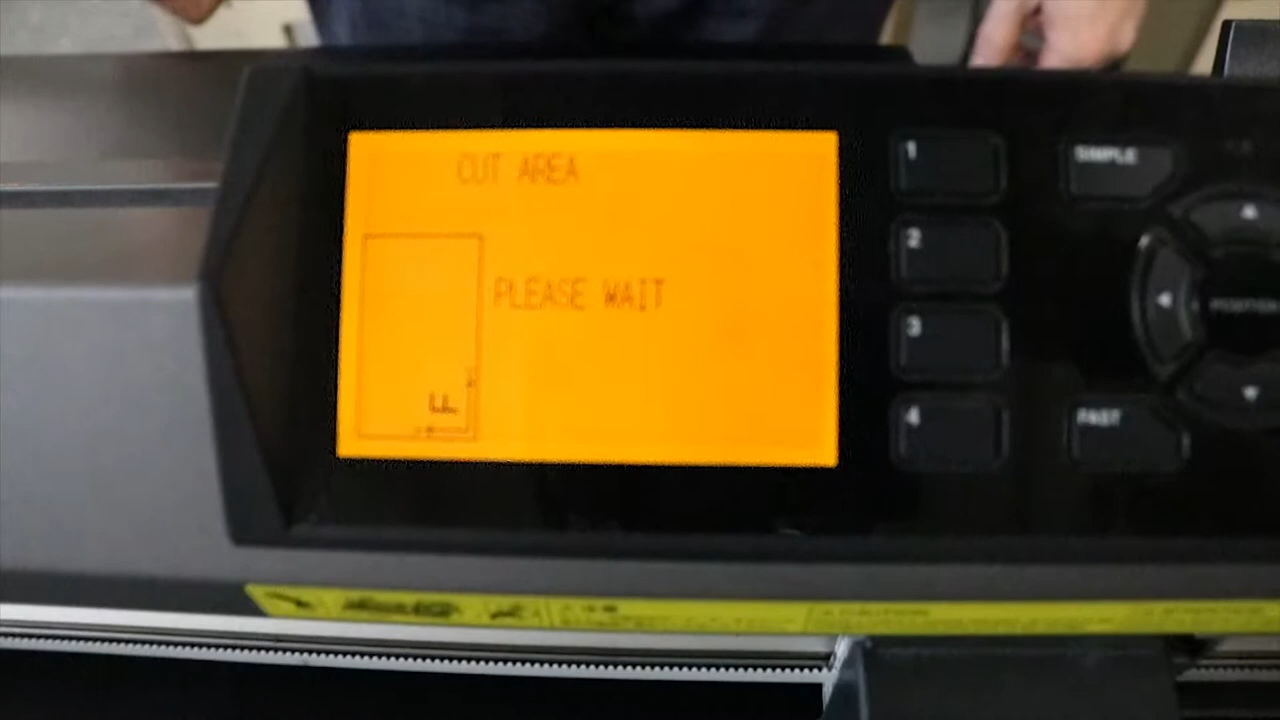 CUT AREA
PLEASE WAIT
1
2
3
4
SIMPLE
POSITION
FAST